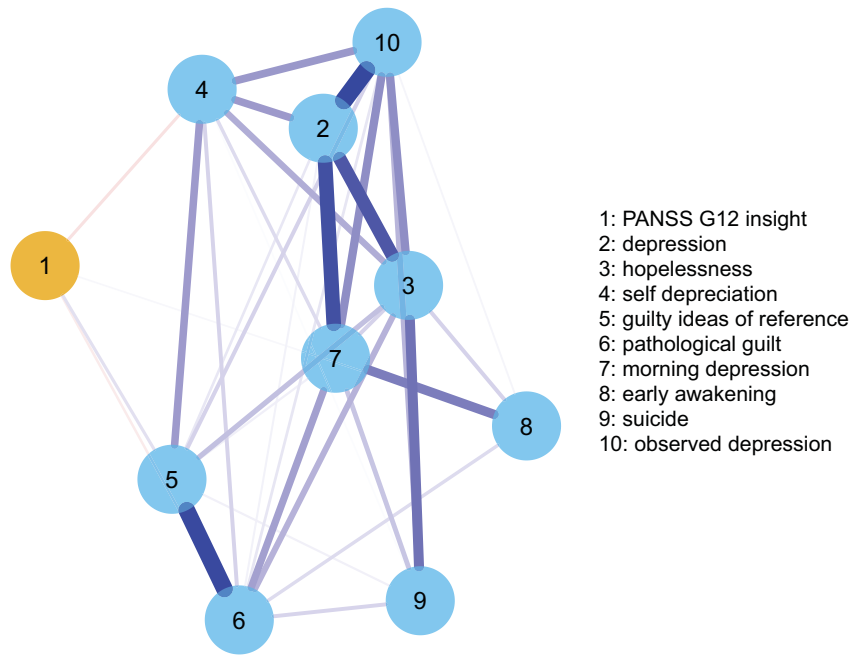 10
4
2
1
3
7
8
5
9
6
1: PANSS G12 insight
2: depression
3: hopelessness
4: self depreciation
5: guilty ideas of reference
6: pathological guilt
7: morning depression
8: early awakening
9: suicide
10: observed depression